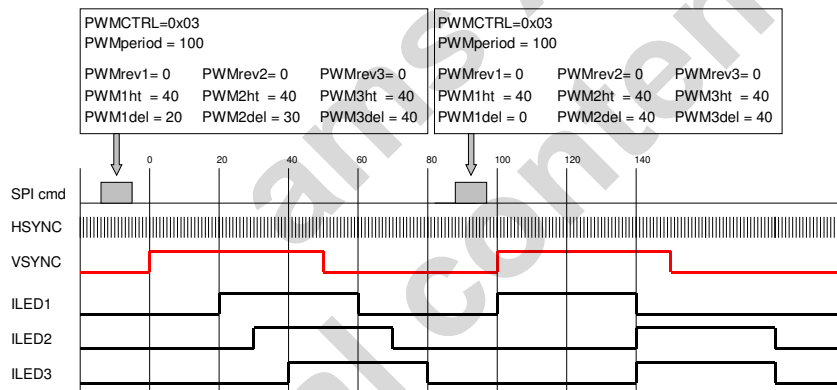 PWMCTRL=0x03
PWMperiod = 100
PWMrev1= 0 PWMrev2= 0 PWMrev3= 0
PWM1ht = 40 PWM2ht = 40 PWM3ht = 40
PWM1del = 20 PWM2del = 30 PWM3del = 40
PWMCTRL=0x03
PWMperiod = 100
PWMrev1= 0 PWMrev2= 0 PWMrev3= 0
PWM1ht = 40 PWM2ht = 40 PWM3ht = 40
PWM1del = 0 PWM2del = 40 PWM3del = 40
0 20 40 60 80 100 120 140
SPI cmd
HSYNC
VSYNC
ILED1
ILED2
ILED3
ams
al conten